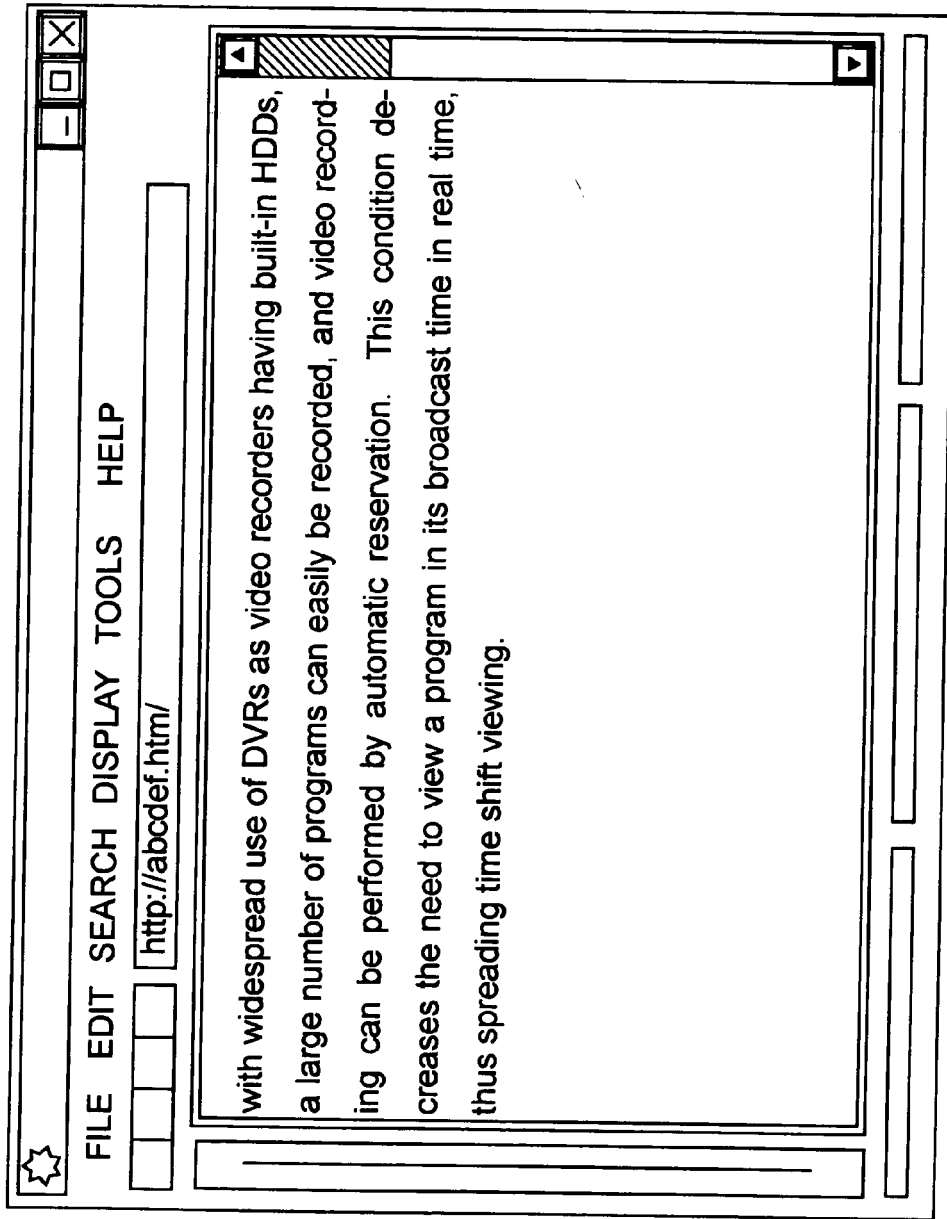 FILE EDIT SEARCH DISPLAY TOOLS HELP
http://abcdef.htm/
with widespread use of DVRs as video recorders having built-in HDDs,
a large number of programs can easily be recorded, and video record-
ing can be performed by automatic reservation. This condition de-
creases the need to view a program in its broadcast time in real time,
thus spreading time shift viewing.